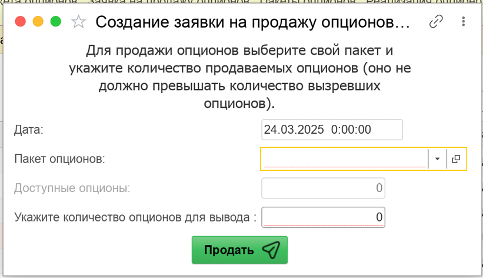 Создание заявки на продажу опционов...
Для продажи опционов выберите свой пакет и
укажите количество продаваемых опционов (оно не
должно превышать количество вызревших
опционов).
Дата:
24.03.2025 0:00:00
Пакет опционов:
Доступные опционы:
0
Укажите количество опционов для вывода :
0
Продать